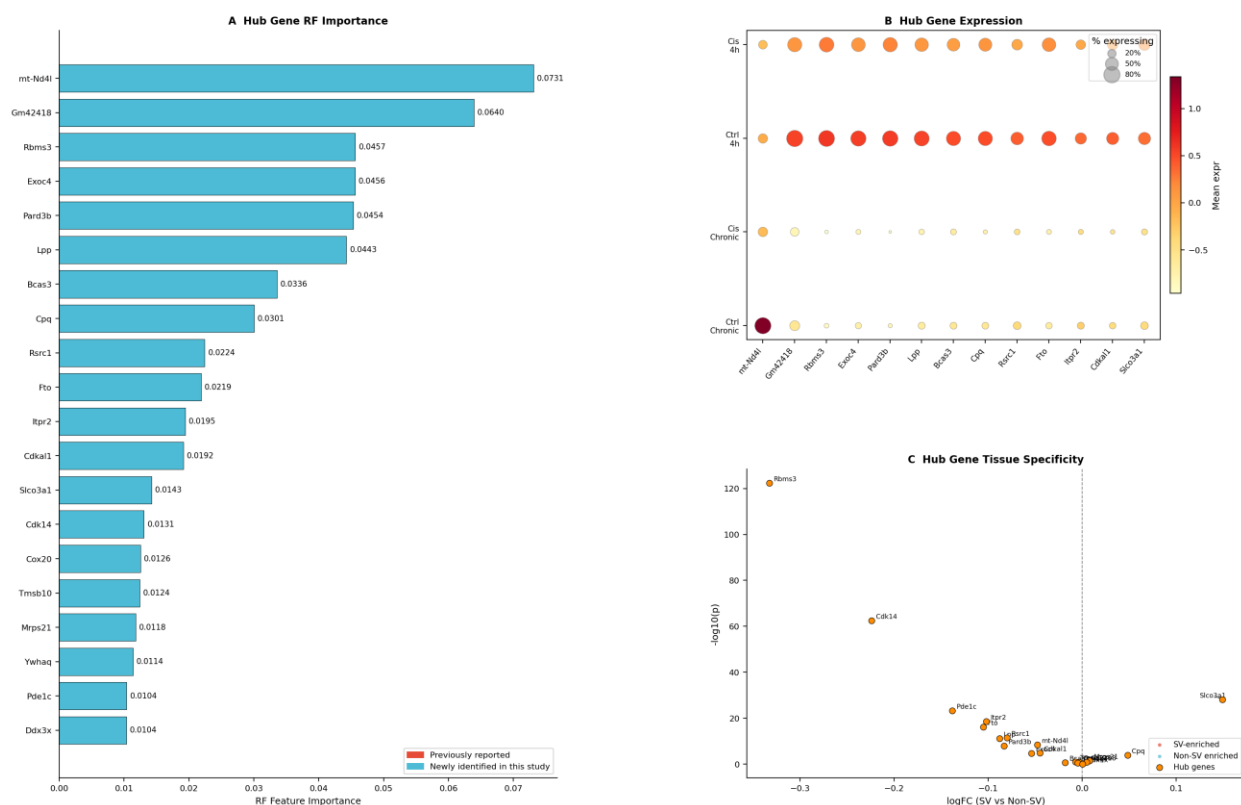 A Hub Gene RF Importance
mt-Nd4l
0.0731
Gm42418
0.0640
Rbms3
0.0457
Exoc4
0.0456
Pard3b
0.0454
Lpp
0.0443
Bcas3
0.0336
Cpq
0.0301
Rsrc1
0.0224
Fto
0.0219
Itpr2
0.0195
Cdkal1
0.0192
Slco3a1
0.0143
Cdk14
0.0131
Cox20
0.0126
Tmsb10
0.0124
Mrps21
0.0118
Ywhaq
0.0114
Pde1c
0.0104
Ddx3x
0.0104
Previously reported
Newly identified in this study
0.00 0.01 0.02 0.03 0.04 0.05 0.06 0.07
RF Feature Importance
B Hub Gene Expression
Cis
4h
Ctrl
4h
Cis
Chronic
Ctrl
Chronic
% expressing
20%
50%
80%
mt-Nd4l Gm42418 Rbms3 Exoc4 Pard3b Lpp Bcas3 Cpq Rsrc1 Fto Itpr2 Cdkal1 Slco3a1
1.0
0.5
0.0
−0.5
Mean expr
C Hub Gene Tissue Specificity
120
100
80
60
40
20
0
-log10(p)
Rbms3
Cdk14
Slco3a1
Pde1c
Itpr2
Rsrc1
Pard3b
mt-Nd4l
Cdkal1
Cpq
SV-enriched
Non-SV enriched
Hub genes
−0.3 −0.2 −0.1 0.0 0.1
logFC (SV vs Non-SV)